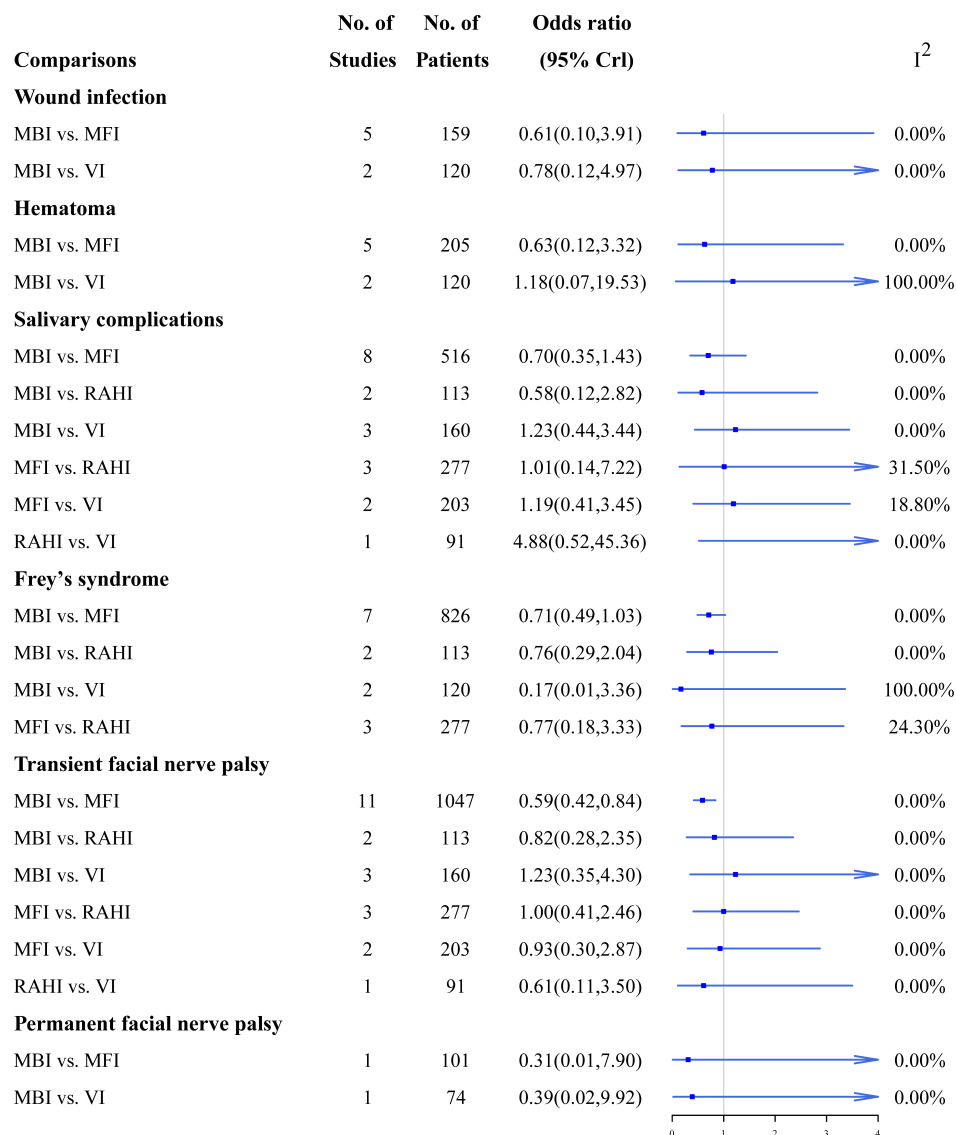 No. of No. of Odds ratio
Comparisons Studies Patients (95% Crl) I2
Wound infection
MBI vs. MFI 5 159 0.61(0.10,3.91) 0.00%
MBI vs. VI 2 120 0.78(0.12,4.97) 0.00%
Hematoma
MBI vs. MFI 5 205 0.63(0.12,3.32) 0.00%
MBI vs. VI 2 120 1.18(0.07,19.53) 100.00%
Salivary complications
MBI vs. MFI 8 516 0.70(0.35,1.43) 0.00%
MBI vs. RAHI 2 113 0.58(0.12,2.82) 0.00%
MBI vs. VI 3 160 1.23(0.44,3.44) 0.00%
MFI vs. RAHI 3 277 1.01(0.14,7.22) 31.50%
MFI vs. VI 2 203 1.19(0.41,3.45) 18.80%
RAHI vs. VI 1 91 4.88(0.52,45.36) 0.00%
Frey’s syndrome
MBI vs. MFI 7 826 0.71(0.49,1.03) 0.00%
MBI vs. RAHI 2 113 0.76(0.29,2.04) 0.00%
MBI vs. VI 2 120 0.17(0.01,3.36) 100.00%
MFI vs. RAHI 3 277 0.77(0.18,3.33) 24.30%
Transient facial nerve palsy
MBI vs. MFI 11 1047 0.59(0.42,0.84) 0.00%
MBI vs. RAHI 2 113 0.82(0.28,2.35) 0.00%
MBI vs. VI 3 160 1.23(0.35,4.30) 0.00%
MFI vs. RAHI 3 277 1.00(0.41,2.46) 0.00%
MFI vs. VI 2 203 0.93(0.30,2.87) 0.00%
RAHI vs. VI 1 91 0.61(0.11,3.50) 0.00%
Permanent facial nerve palsy
MBI vs. MFI 1 101 0.31(0.01,7.90) 0.00%
MBI vs. VI 1 74 0.39(0.02,9.92) 0.00%
0 1 2 3 4